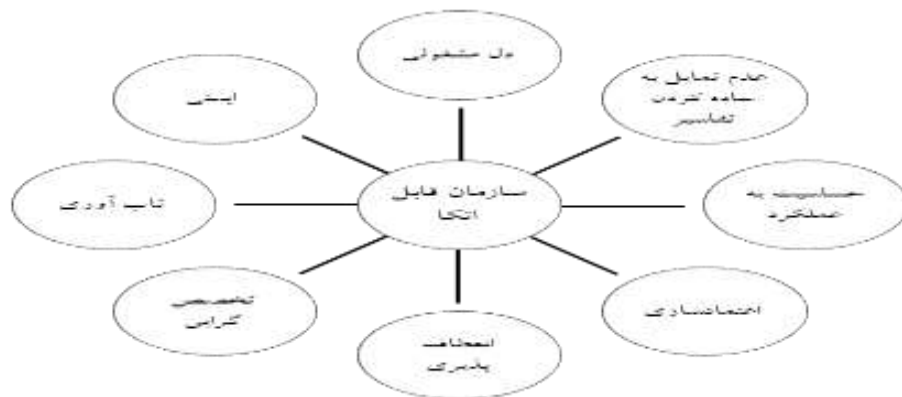 دل مشغولی
عدم تمایل به
ساده کردن
تفاسیر
حساسیت به
عملکرد
اعتمادسازی
انعطاف
پذیری
تخصص
گرایی
تاب آوری
ایمنی
سازمان قابل
اتکا